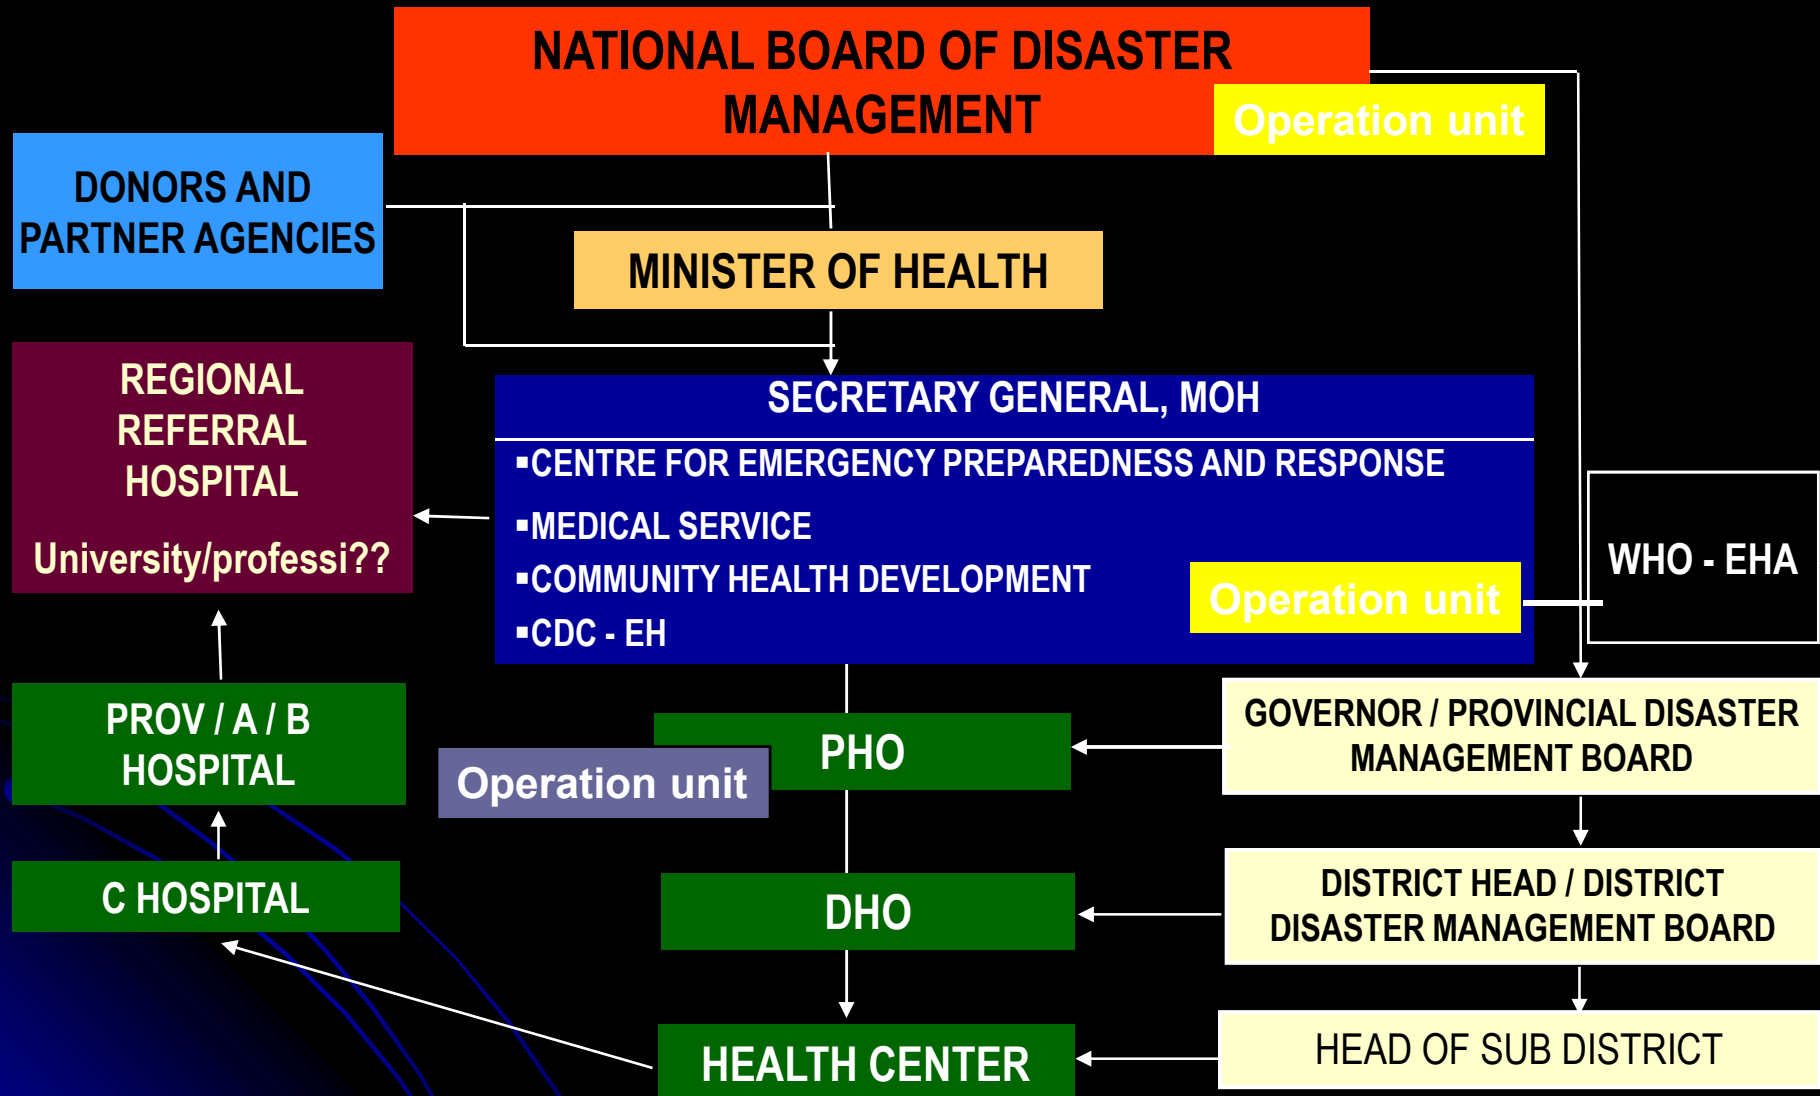 NATIONAL BOARD OF DISASTER
MANAGEMENT
Operation unit
DONORS AND
PARTNER AGENCIES
MINISTER OF HEALTH
REGIONAL
REFERRAL
HOSPITAL
University/professi??
SECRETARY GENERAL, MOH
▪CENTRE FOR EMERGENCY PREPAREDNESS AND RESPONSE
▪MEDICAL SERVICE
▪COMMUNITY HEALTH DEVELOPMENT
▪CDC - EH
Operation unit
WHO - EHA
PROV / A / B
HOSPITAL
PHO
Operation unit
GOVERNOR / PROVINCIAL DISASTER
MANAGEMENT BOARD
C HOSPITAL
DHO
DISTRICT HEAD / DISTRICT
DISASTER MANAGEMENT BOARD
HEALTH CENTER
HEAD OF SUB DISTRICT